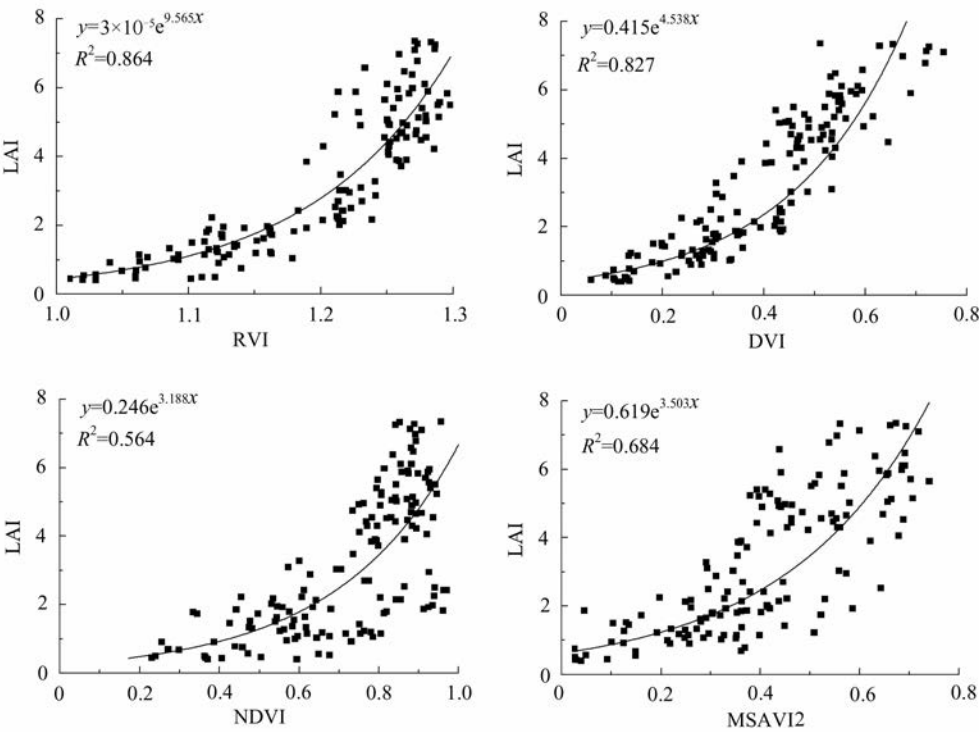 y=3×10⁻⁵e^9.565x
R²=0.864
8
6
4
2
0
LAI
1.0 1.1 1.2 1.3
RVI
y=0.415e^4.538x
R²=0.827
8
6
4
2
0
LAI
0 0.2 0.4 0.6 0.8
DVI
y=0.246e^3.188x
R²=0.564
8
6
4
2
0
LAI
0 0.2 0.4 0.6 0.8 1.0
NDVI
y=0.619e^3.503x
R²=0.684
8
6
4
2
0
LAI
0 0.2 0.4 0.6 0.8
MSAVI2